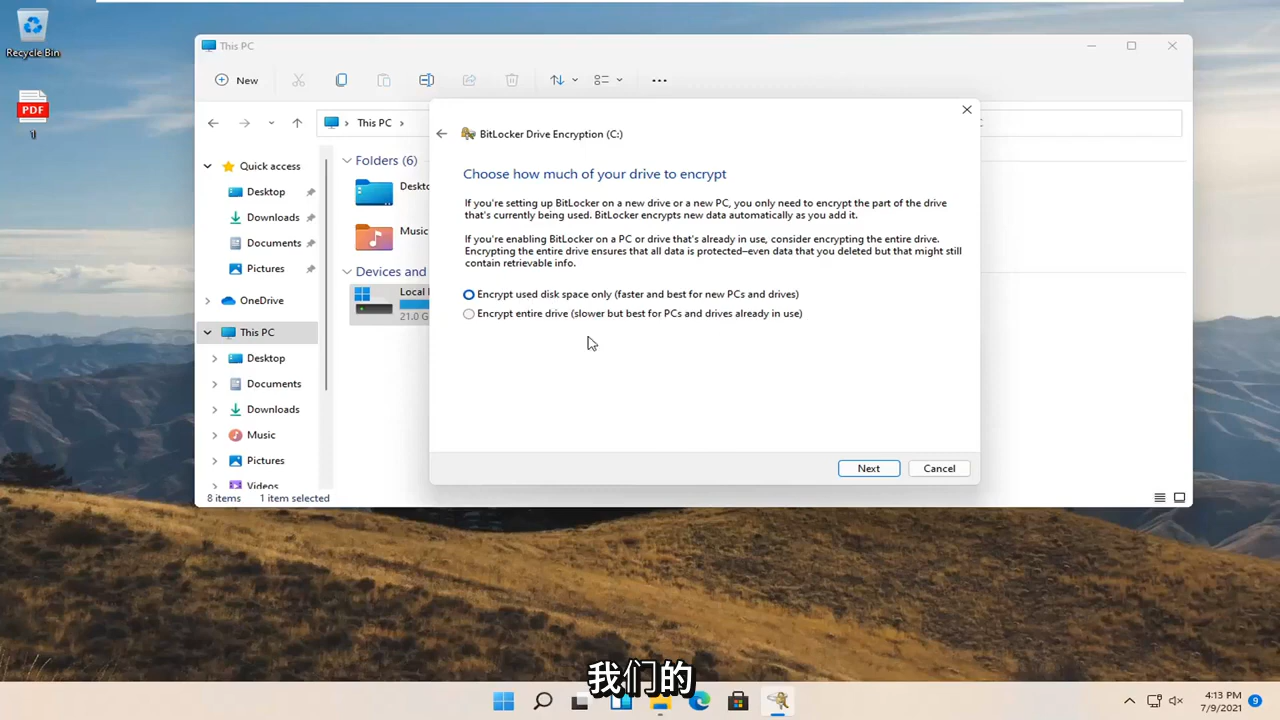 Recycle Bin
PDF
1
This PC
New
This PC
Quick access
Desktop
Downloads
Documents
Pictures
OneDrive
This PC
Desktop
Documents
Downloads
Music
Pictures
Videos
Folders (6)
Music
Devices and
21.0 G
8 items
1 item selected
BitLocker Drive Encryption (C:)
Choose how much of your drive to encrypt
If you're setting up BitLocker on a new drive or a new PC, you only need to encrypt the part of the drive
that's currently being used. BitLocker encrypts new data automatically as you add it.
If you're enabling BitLocker on a PC or drive that's already in use, consider encrypting the entire drive.
Encrypting the entire drive ensures that all data is protected–even data that you deleted but that might still
contain retrievable info.
Encrypt used disk space only (faster and best for new PCs and drives)
Encrypt entire drive (slower but best for PCs and drives already in use)
Next
Cancel
我们的
4:13 PM
7/9/2021
9